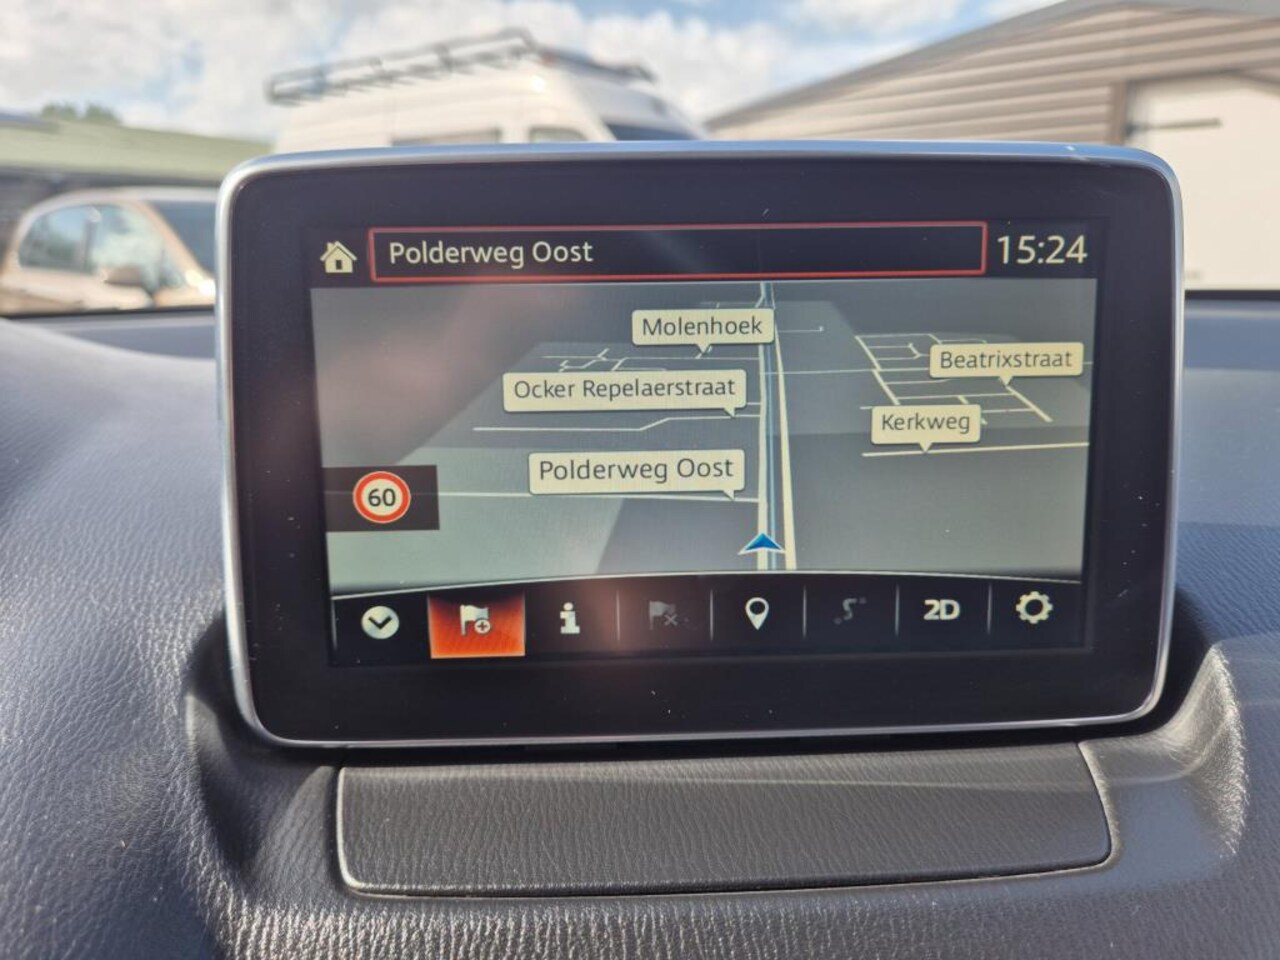 Polderweg Oost
15:24
Molenhoek
Beatrixstraat
Ocker Repelaerstraat
Kerkweg
Polderweg Oost
60
2D